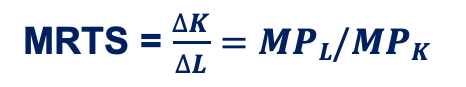 MRTS = ΔK/ΔL = MP_L/MP_K